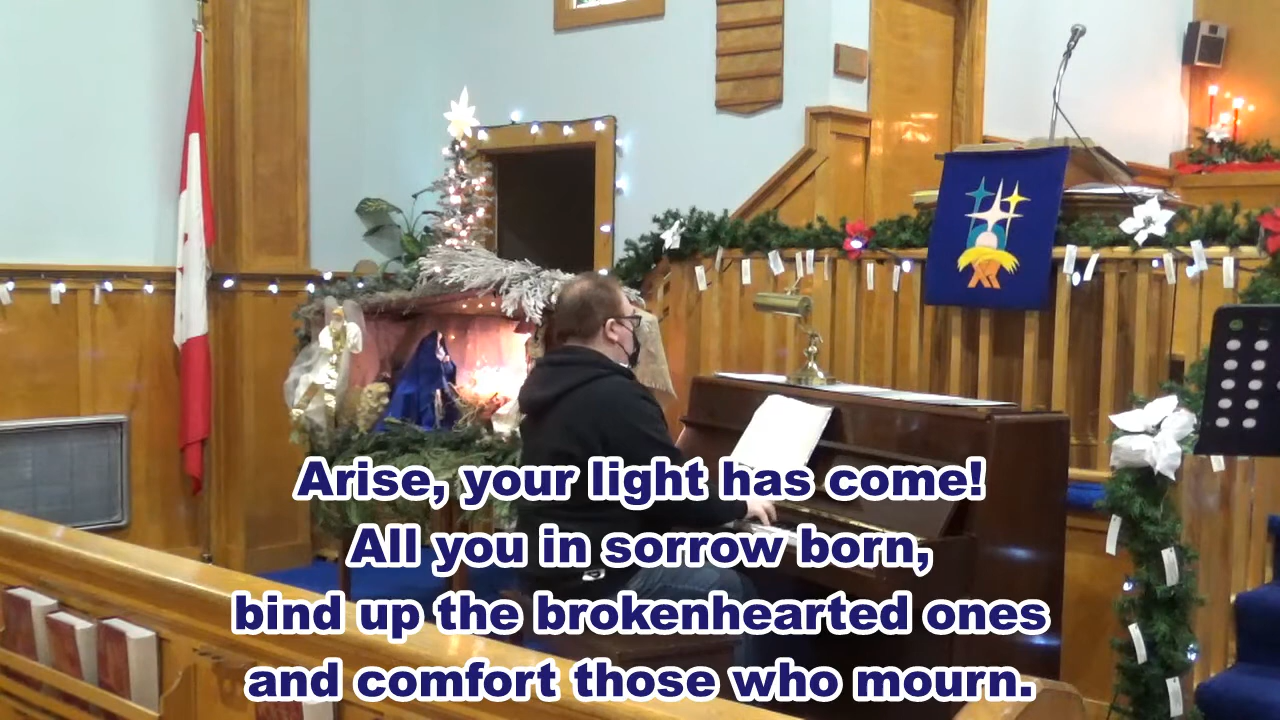 Arise, your light has come!
All you in sorrow born,
bind up the brokenhearted ones
and comfort those who mourn.